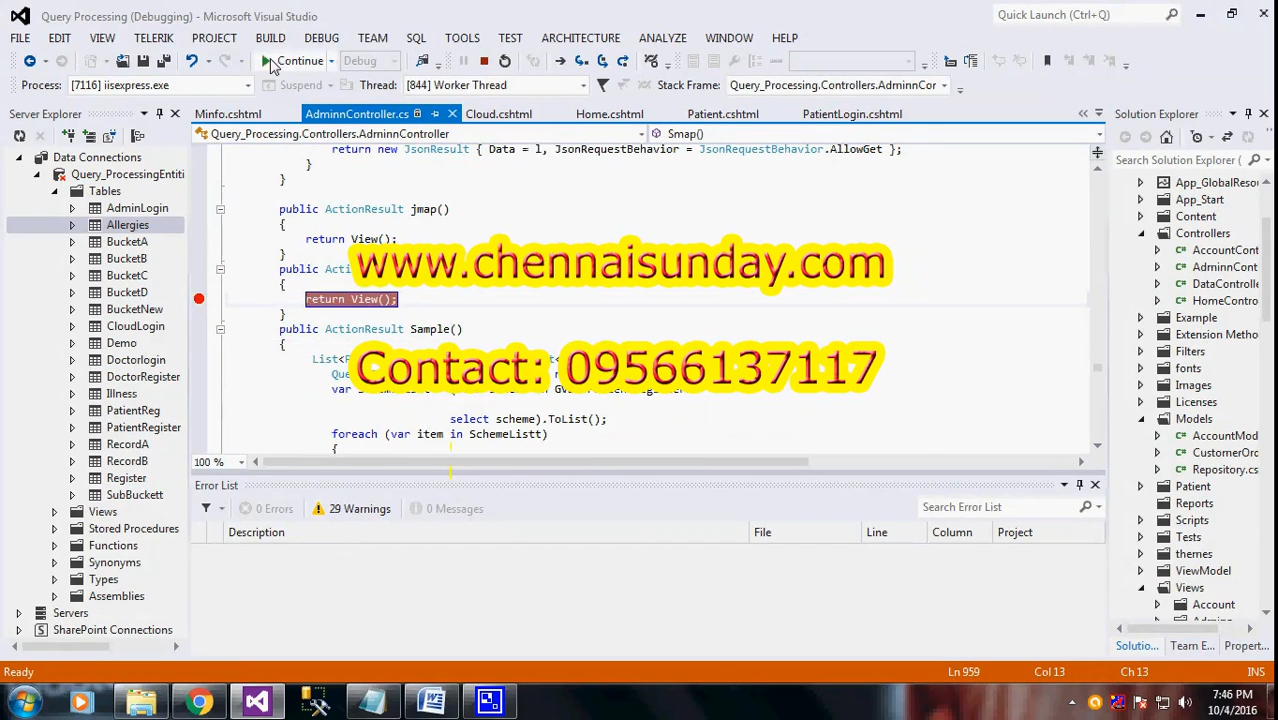 Query Processing (Debugging) - Microsoft Visual Studio
Quick Launch (Ctrl+Q)
FILE EDIT VIEW TELERIK PROJECT BUILD DEBUG TEAM SQL TOOLS TEST ARCHITECTURE ANALYZE WINDOW HELP
Continue Debug
Process: [7116] iisexpress.exe Suspend Thread: [844] Worker Thread Stack Frame: Query_Processing.Controllers.AdminnCor
Server Explorer
Data Connections
Query_ProcessingEntiti
Tables
AdminLogin
Allergies
BucketA
BucketB
BucketC
BucketD
BucketNew
CloudLogin
Demo
Doctorlogin
DoctorRegister
Illness
PatientReg
PatientRegister
RecordA
RecordB
Register
SubBuckett
Views
Stored Procedures
Functions
Synonyms
Types
Assemblies
Servers
SharePoint Connections
Minfo.cshtml AdminnController.cs Cloud.cshtml Home.cshtml Patient.cshtml PatientLogin.cshtml
Query_Processing.Controllers.AdminnController Smap()
return new JsonResult { Data = l, JsonRequestBehavior = JsonRequestBehavior.AllowGet };
}
}
public ActionResult jmap()
{
return View();
}
public Acti
{
return View();
}
public ActionResult Sample()
{
List<
Que
var
select scheme).ToList();
foreach (var item in SchemeListt)
{
www.chennaisunday.com
Contact: 09566137117
100 %
Error List
0 Errors 29 Warnings 0 Messages
Search Error List
Description File Line Column Project
Solution Explorer
Search Solution Explorer (
App_GlobalResou
App_Start
Content
Controllers
AccountCont
AdminnCont
DataControlle
HomeControl
Example
Extension Metho
Filters
fonts
Images
Licenses
Models
AccountMod
CustomerOrd
Repository.cs
Patient
Reports
Scripts
Tests
themes
ViewModel
Views
Account
Solutio... Team E... Propert...
Ready Ln 959 Col 13 Ch 13 INS
7:46 PM
10/4/2016